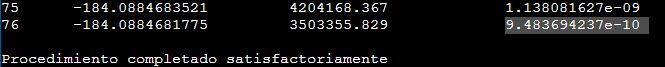 75 -184.0884683521 4204168.367 1.138081627e-09
76 -184.0884681775 3503355.829 9.483694237e-10
Procedimiento completado satisfactoriamente